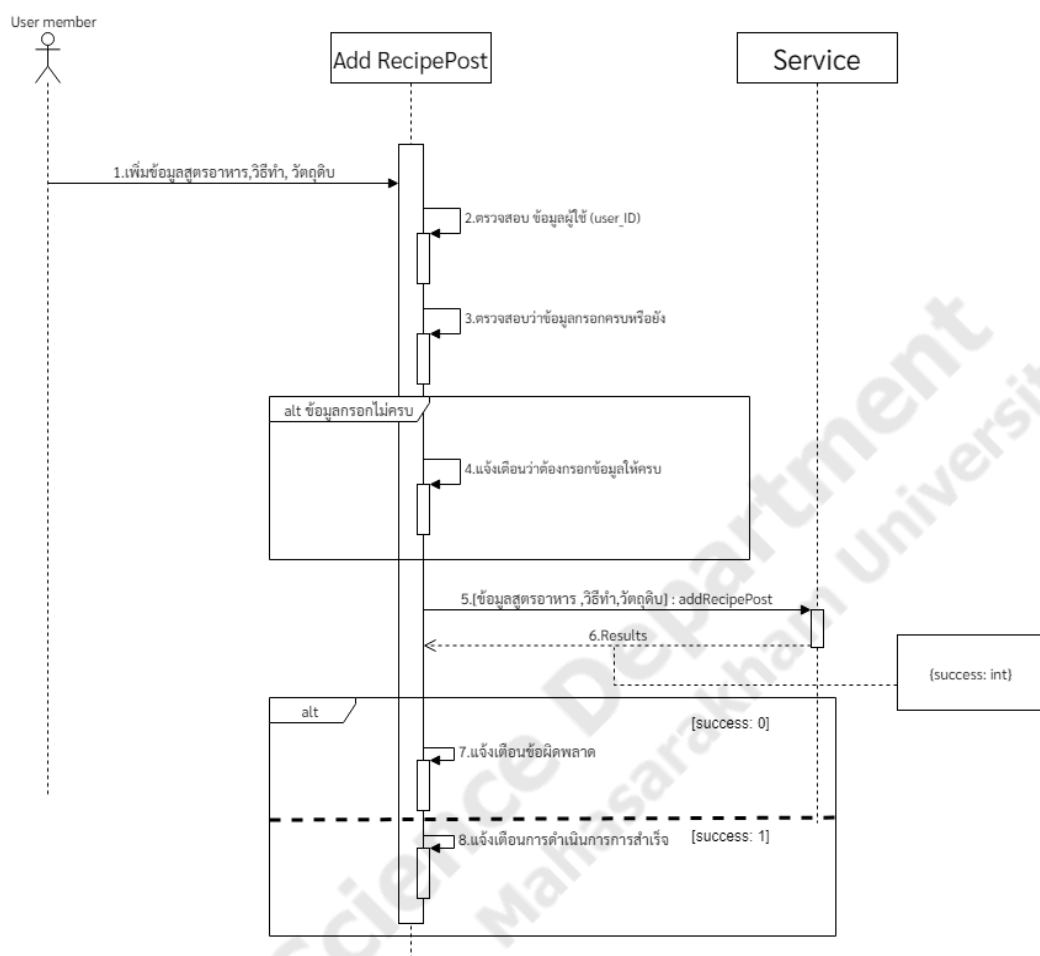 User member
Add RecipePost
Service
1.เพิ่มข้อมูลสูตรอาหาร,วิธีทำ, วัตถุดิบ
2.ตรวจสอบ ข้อมูลผู้ใช้ (user_ID)
3.ตรวจสอบว่าข้อมูลกรอกครบหรือยัง
alt ข้อมูลกรอกไม่ครบ
4.แจ้งเตือนว่าต้องกรอกข้อมูลให้ครบ
5.[ข้อมูลสูตรอาหาร ,วิธีทำ,วัตถุดิบ] : addRecipePost
6.Results
{success: int}
alt
[success: 0]
7.แจ้งเตือนข้อผิดพลาด
8.แจ้งเตือนการดำเนินการการสำเร็จ
[success: 1]
Science Department
Mahasarakham Universit